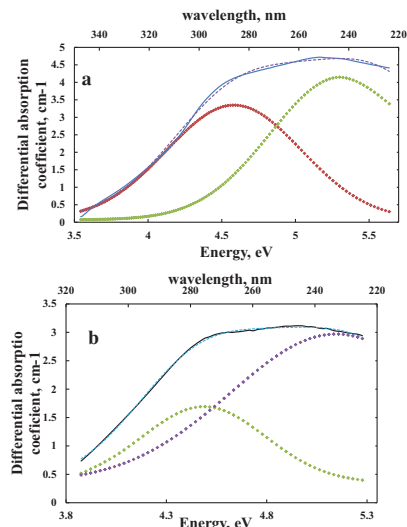 wavelength, nm
340 320 300 280 260 240 220
5
4.5
4
3.5
3
2.5
2
1.5
1
0.5
0
a
Differential absorption
coefficient, cm-1
3.5 4 4.5 5 5.5
Energy, eV
wavelength, nm
320 300 280 260 240 220
3.5
3
2.5
2
1.5
1
0.5
0
b
Differential absorptio
coefficient, cm-1
3.8 4.3 4.8 5.3
Energy, eV